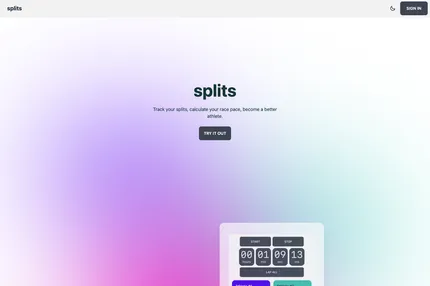 splits
SIGN IN
splits
Track your splits, calculate your race pace, become a better
athlete.
TRY IT OUT
START STOP
00 01 09 13
LAP ALL